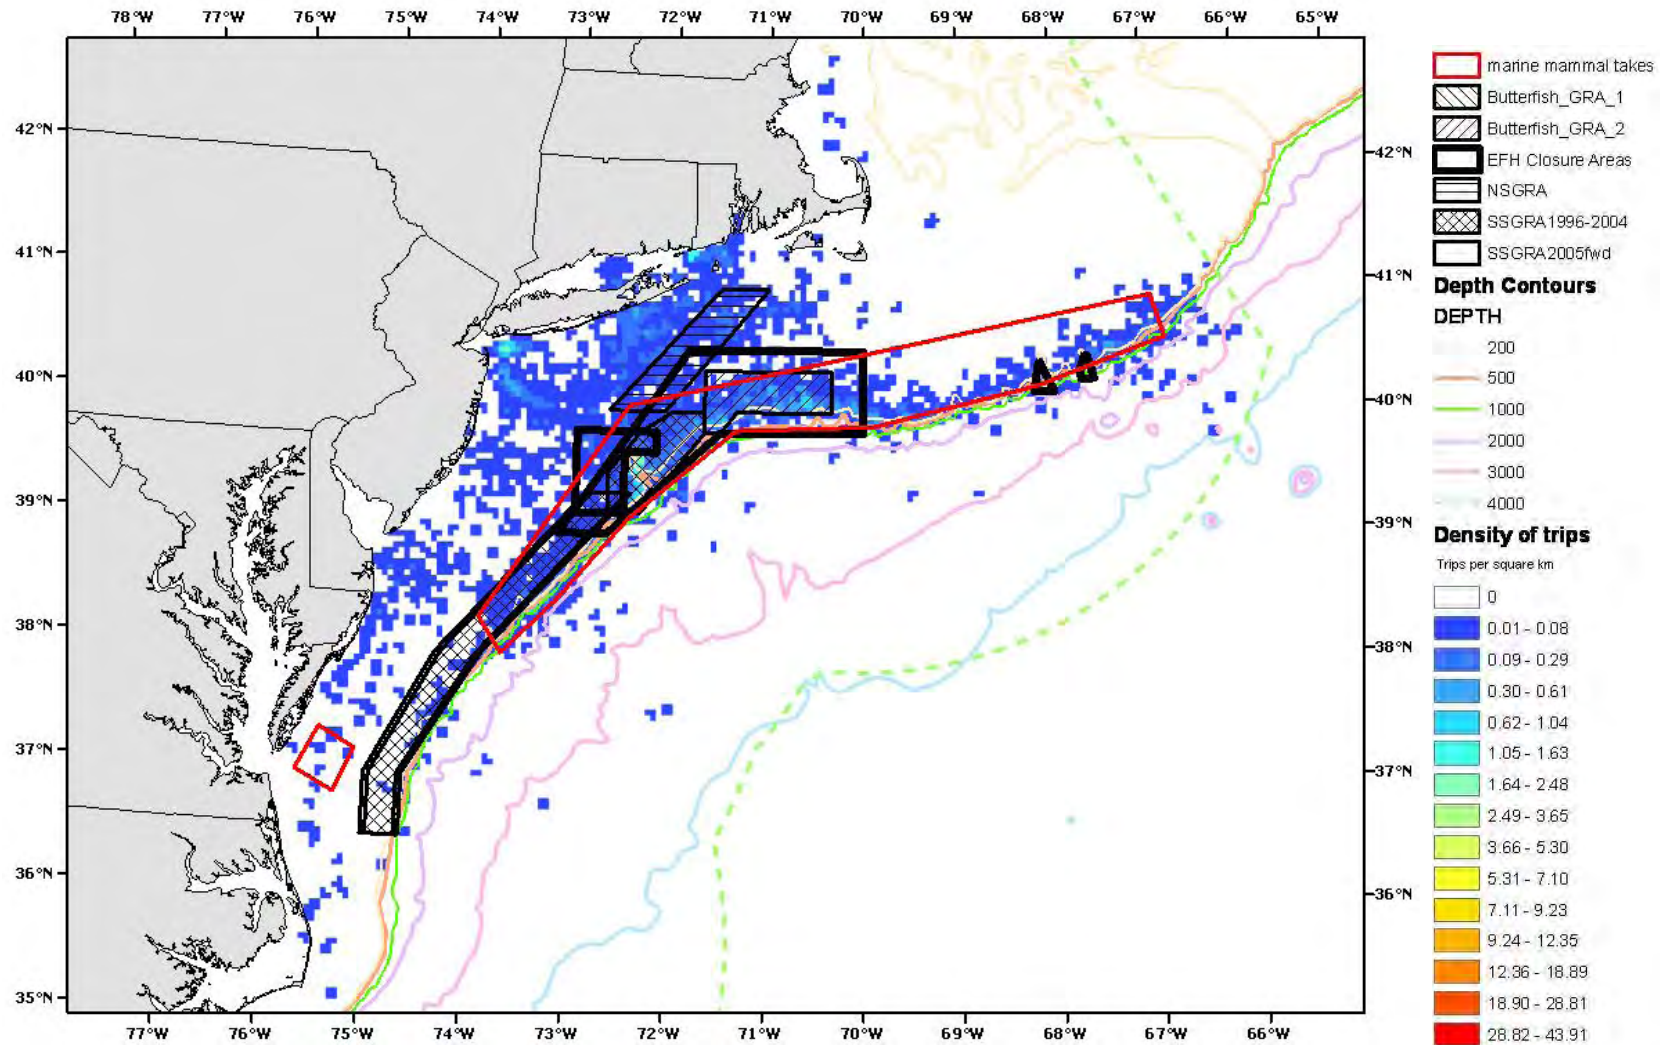 78°W 77°W 76°W 75°W 74°W 73°W 72°W 71°W 70°W 69°W 68°W 67°W 66°W 65°W
42°N
41°N
40°N
39°N
38°N
37°N
36°N
35°N
42°N
41°N
40°N
39°N
38°N
37°N
36°N
77°W 76°W 75°W 74°W 73°W 72°W 71°W 70°W 69°W 68°W 67°W 66°W
marine mammal takes
Butterfish_GRA_1
Butterfish_GRA_2
EFH Closure Areas
NSGRA
SSGRA1996-2004
SSGRA2005fwd
Depth Contours
DEPTH
200
500
1000
2000
3000
4000
Density of trips
Trips per square km
0
0.01 - 0.08
0.09 - 0.29
0.30 - 0.61
0.62 - 1.04
1.05 - 1.63
1.64 - 2.48
2.49 - 3.65
3.66 - 5.30
5.31 - 7.10
7.11 - 9.23
9.24 - 12.35
12.36 - 18.89
18.90 - 28.81
28.82 - 43.91